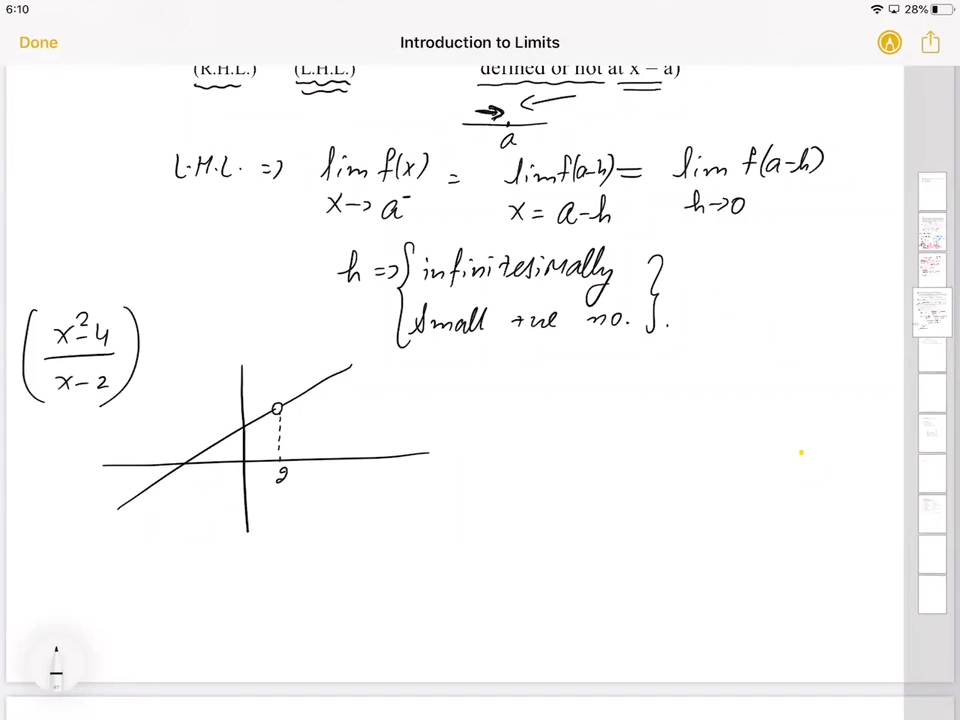 6:10
28%
Done
Introduction to Limits
(R.H.L.) (L.H.L.) defined or not at x – a)
a
L.H.L. => lim f(x) = lim f(a-h) = lim f(a-h)
x -> a⁻ x = a-h h->0
h => { infinitesimally
small +ve no. }.
(x² - 4
x - 2)
2